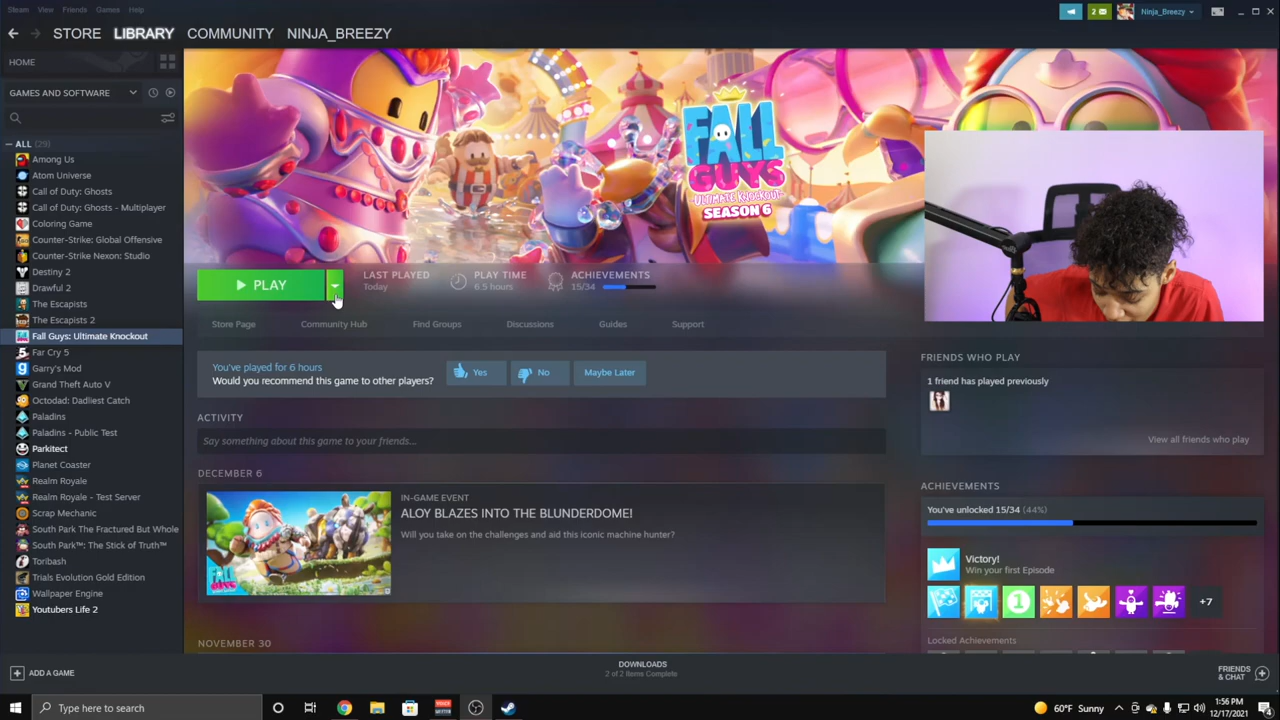 Steam View Friends Games Help
2 Ninja_Breezy
STORE LIBRARY COMMUNITY NINJA_BREEZY
HOME
GAMES AND SOFTWARE
ALL (29)
Among Us
Atom Universe
Call of Duty: Ghosts
Call of Duty: Ghosts - Multiplayer
Coloring Game
Counter-Strike: Global Offensive
Counter-Strike Nexon: Studio
Destiny 2
Drawful 2
The Escapists
The Escapists 2
Fall Guys: Ultimate Knockout
Far Cry 5
Garry's Mod
Grand Theft Auto V
Octodad: Dadliest Catch
Paladins
Paladins - Public Test
Parkitect
Planet Coaster
Realm Royale
Realm Royale - Test Server
Scrap Mechanic
South Park The Fractured But Whole
South Park™: The Stick of Truth™
Toribash
Trials Evolution Gold Edition
Wallpaper Engine
Youtubers Life 2
FALL
GUYS
ULTIMATE KNOCKOUT
SEASON 6
PLAY
LAST PLAYED
Today
PLAY TIME
6.5 hours
ACHIEVEMENTS
15/34
Store Page Community Hub Find Groups Discussions Guides Support
You've played for 6 hours
Would you recommend this game to other players?
Yes No Maybe Later
ACTIVITY
Say something about this game to your friends...
DECEMBER 6
IN-GAME EVENT
ALOY BLAZES INTO THE BLUNDERDOME!
Will you take on the challenges and aid this iconic machine hunter?
FALL
GUYS
NOVEMBER 30
FRIENDS WHO PLAY
1 friend has played previously
View all friends who play
ACHIEVEMENTS
You've unlocked 15/34 (44%)
Victory!
Win your first Episode
1
+7
Locked Achievements
ADD A GAME
DOWNLOADS
2 of 2 Items Complete
FRIENDS
& CHAT
Type here to search
60°F Sunny
1:56 PM
12/17/2021
4